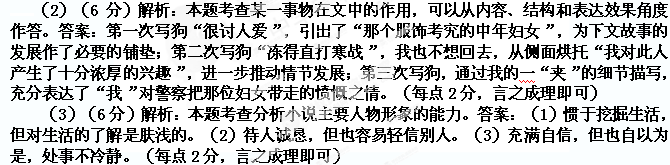 （2）（6 分）解析：本题考查某一事物在文中的作用，可以从内容、结构和表达效果角度
作答。答案：第一次写狗“很讨人爱 ”，引出了“那个服饰考究的中年妇女 ”，为下文故事的
发展作了必要的铺垫；第二次写狗“冻得直打寒战 ”，我也不想回去，从侧面烘托“我对此人
产生了十分浓厚的兴趣 ”，进一步推动情节发展；第三次写狗，通过我的一 “夹 ”的细节描写，
充分表达了“我 ”对警察把那位妇女带走的愤慨之情。（每点 2 分，言之成理即可）
（3）（6 分）解析：本题考查分析小说主要人物形象的能力。答案：（1）惯于挖掘生活，
但对生活的了解是肤浅的。（2）待人诚恳，但也容易轻信别人。（3）充满自信，但也自以为
是，处事不冷静。（每点 2 分，言之成理即可）